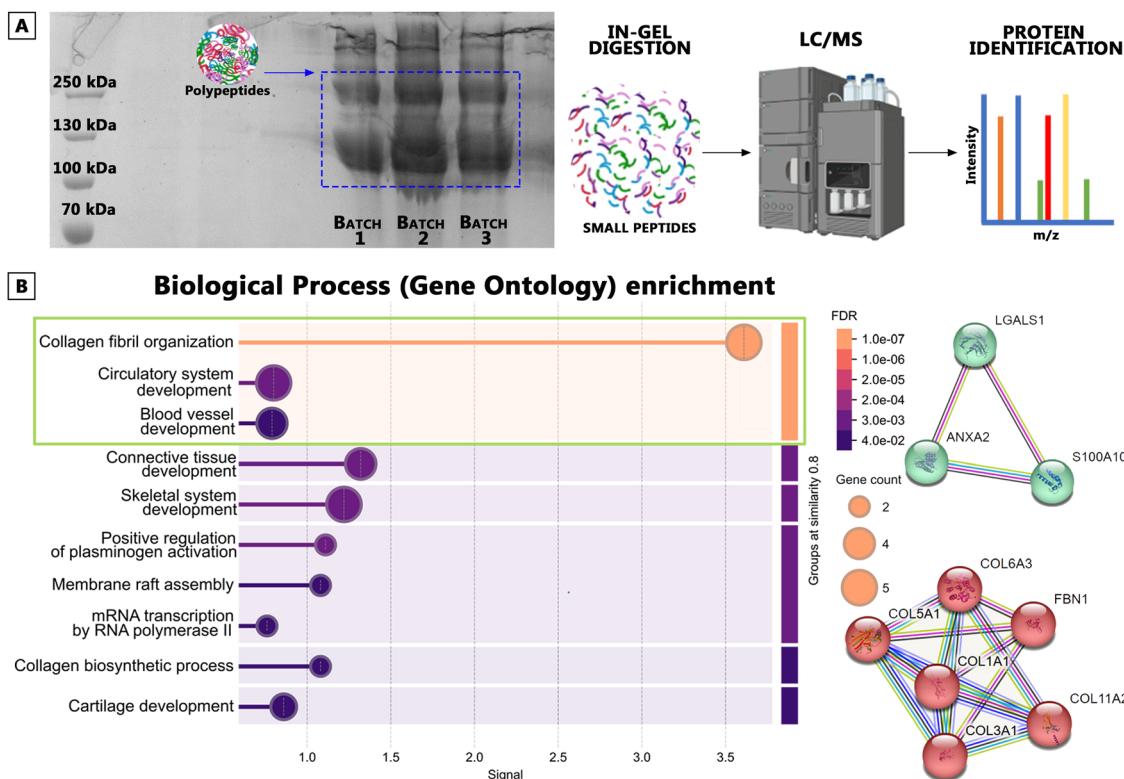 A
250 kDa
130 kDa
100 kDa
70 kDa
Polypeptides
BATCH
1
BATCH
2
BATCH
3
IN-GEL
DIGESTION
SMALL PEPTIDES
LC/MS
PROTEIN
IDENTIFICATION
Intensity
m/z
B
Biological Process (Gene Ontology) enrichment
Collagen fibril organization
Circulatory system
development
Blood vessel
development
Connective tissue
development
Skeletal system
development
Positive regulation
of plasminogen activation
Membrane raft assembly
mRNA transcription
by RNA polymerase II
Collagen biosynthetic process
Cartilage development
1.0
1.5
2.0
2.5
3.0
3.5
Signal
Groups at similarity 0.8
FDR
1.0e-07
1.0e-06
2.0e-05
2.0e-04
3.0e-03
4.0e-02
Gene count
2
4
5
LGALS1
ANXA2
S100A10
COL6A3
FBN1
COL5A1
COL1A1
COL11A2
COL3A1